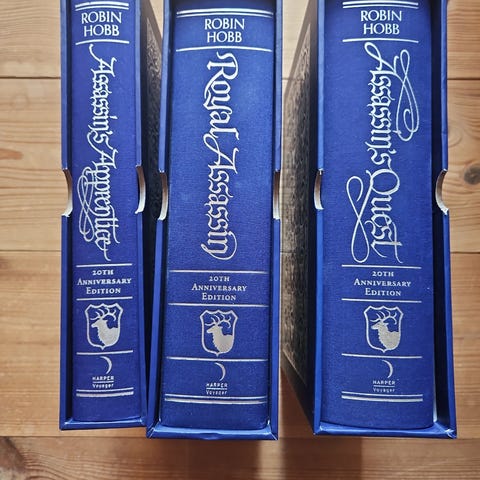 ROBIN
HOBB
Assassin's Apprentice
20TH
ANNIVERSARY
EDITION
HARPER
Voyager
ROBIN
HOBB
Royal Assassin
20TH
ANNIVERSARY
EDITION
HARPER
Voyager
ROBIN
HOBB
Assassin's Quest
20TH
ANNIVERSARY
EDITION
HARPER
Voyager